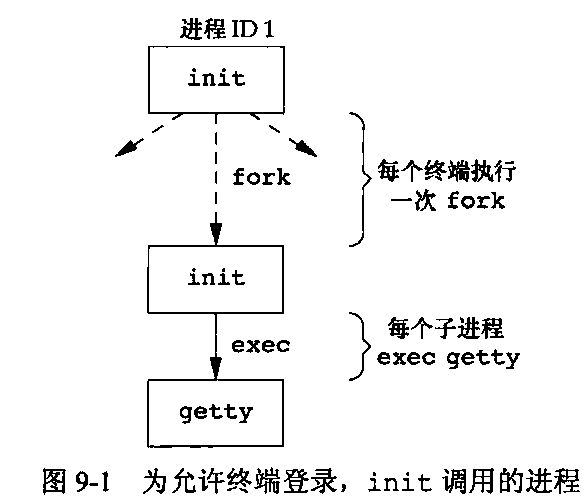 进程 ID 1
init
fork
每个终端执行
一次 fork
init
exec
每个子进程
exec getty
getty
图 9-1 为允许终端登录，init 调用的进程